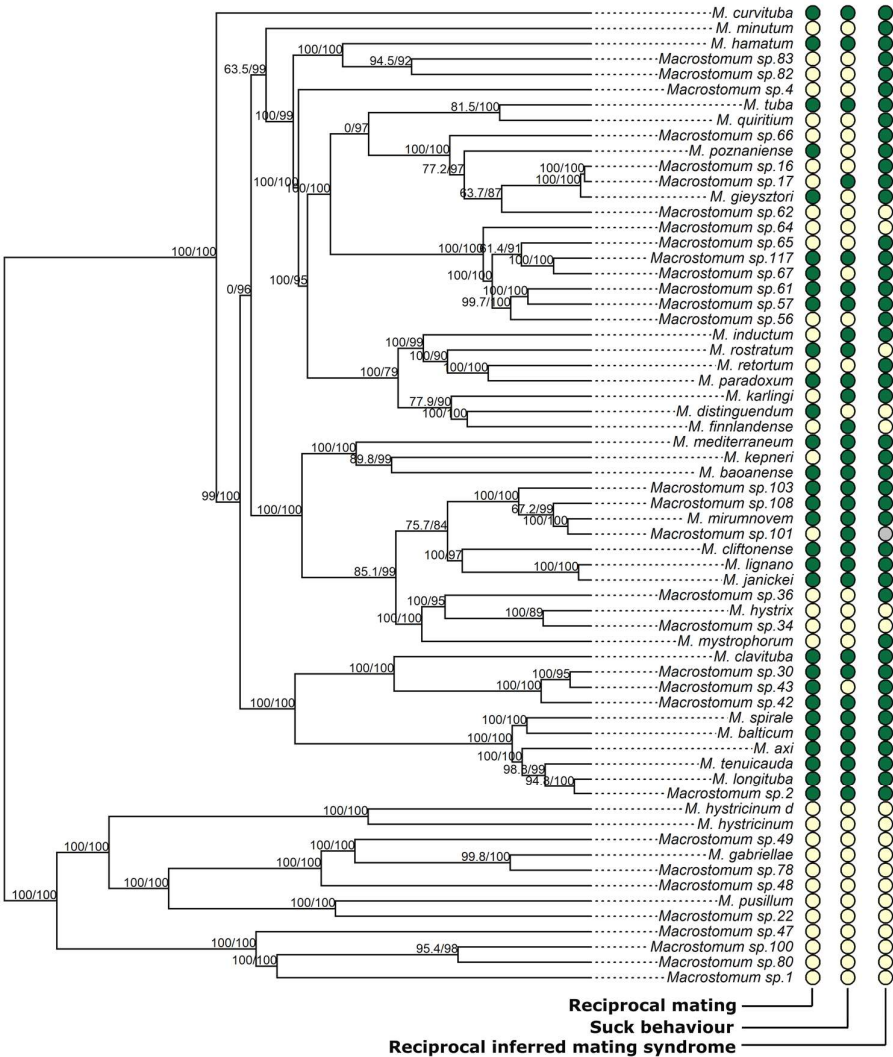 M. curvituba
M. minutum
100/100 M. hamatum
63.5/99 94.5/92 Macrostomum sp.83
Macrostomum sp.82
Macrostomum sp.4
81.5/100 M. tuba
100/99 M. quiritium
0/97 Macrostomum sp.66
100/100 M. poznaniense
77.2/97 100/100 Macrostomum sp.16
100/100 100/100 100/100 Macrostomum sp.17
63.7/87 M. gieysztori
Macrostomum sp.62
Macrostomum sp.64
100/100 61.4/91 Macrostomum sp.65
100/100 100/100 Macrostomum sp.117
100/95 100/100 Macrostomum sp.67
0/96 100/100 Macrostomum sp.61
99.7/100 Macrostomum sp.57
Macrostomum sp.56
100/99 M. inductum
100/90 M. rostratum
100/79 100/100 M. retortum
M. paradoxum
77.9/90 M. karlingi
100/100 M. distinguendum
M. finnlandense
100/100 M. mediterraneum
89.8/99 M. kepneri
M. baoanense
99/100 100/100 Macrostomum sp.103
100/100 67.2/99 Macrostomum sp.108
75.7/84 100/100 M. mirumnovem
Macrostomum sp.101
100/97 M. cliftonense
85.1/99 100/100 M. lignano
M. janickei
100/95 Macrostomum sp.36
100/100 100/89 M. hystrix
Macrostomum sp.34
M. mystrophorum
100/100 M. clavituba
100/95 Macrostomum sp.30
100/100 Macrostomum sp.43
100/100 Macrostomum sp.42
100/100 M. spirale
100/100 M. balticum
100/100 M. axi
98.8/99 M. tenuicauda
94.8/100 M. longituba
Macrostomum sp.2
100/100 M. hystricinum d
M. hystricinum
100/100 100/100 Macrostomum sp.49
100/100 99.8/100 M. gabriellae
Macrostomum sp.78
100/100 Macrostomum sp.48
100/100 100/100 M. pusillum
Macrostomum sp.22
100/100 Macrostomum sp.47
100/100 95.4/98 Macrostomum sp.100
Macrostomum sp.80
Macrostomum sp.1
Reciprocal mating
Suck behaviour
Reciprocal inferred mating syndrome